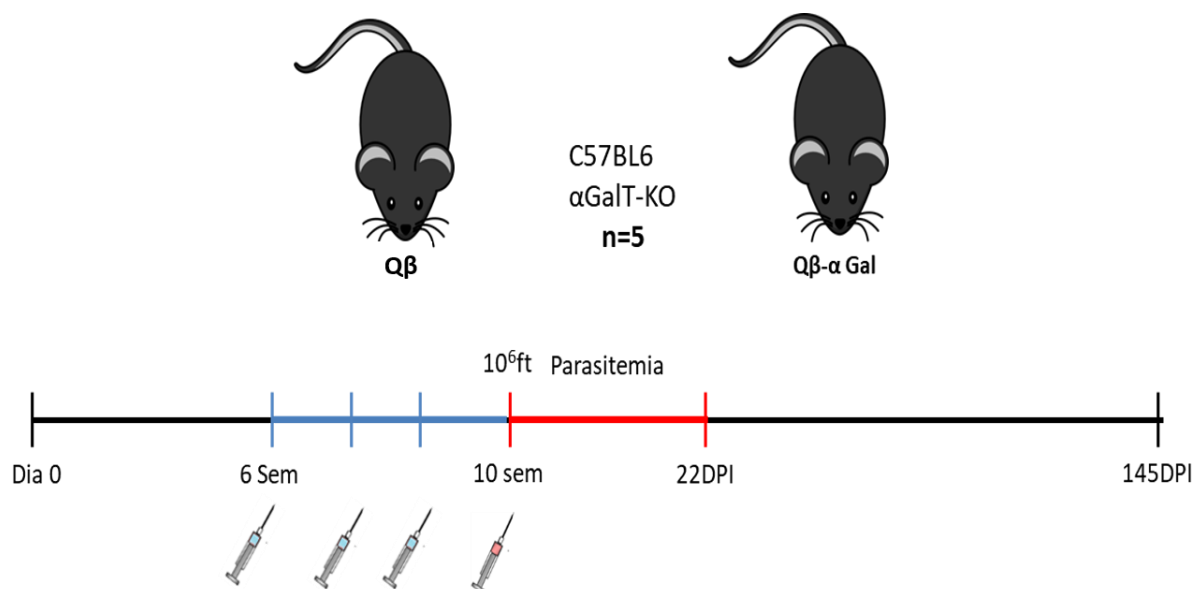 C57BL6
αGalT-KO
n=5
Qβ
Qβ-α Gal
10⁶ft Parasitemia
Dia 0
6 Sem
10 sem
22DPI
145DPI